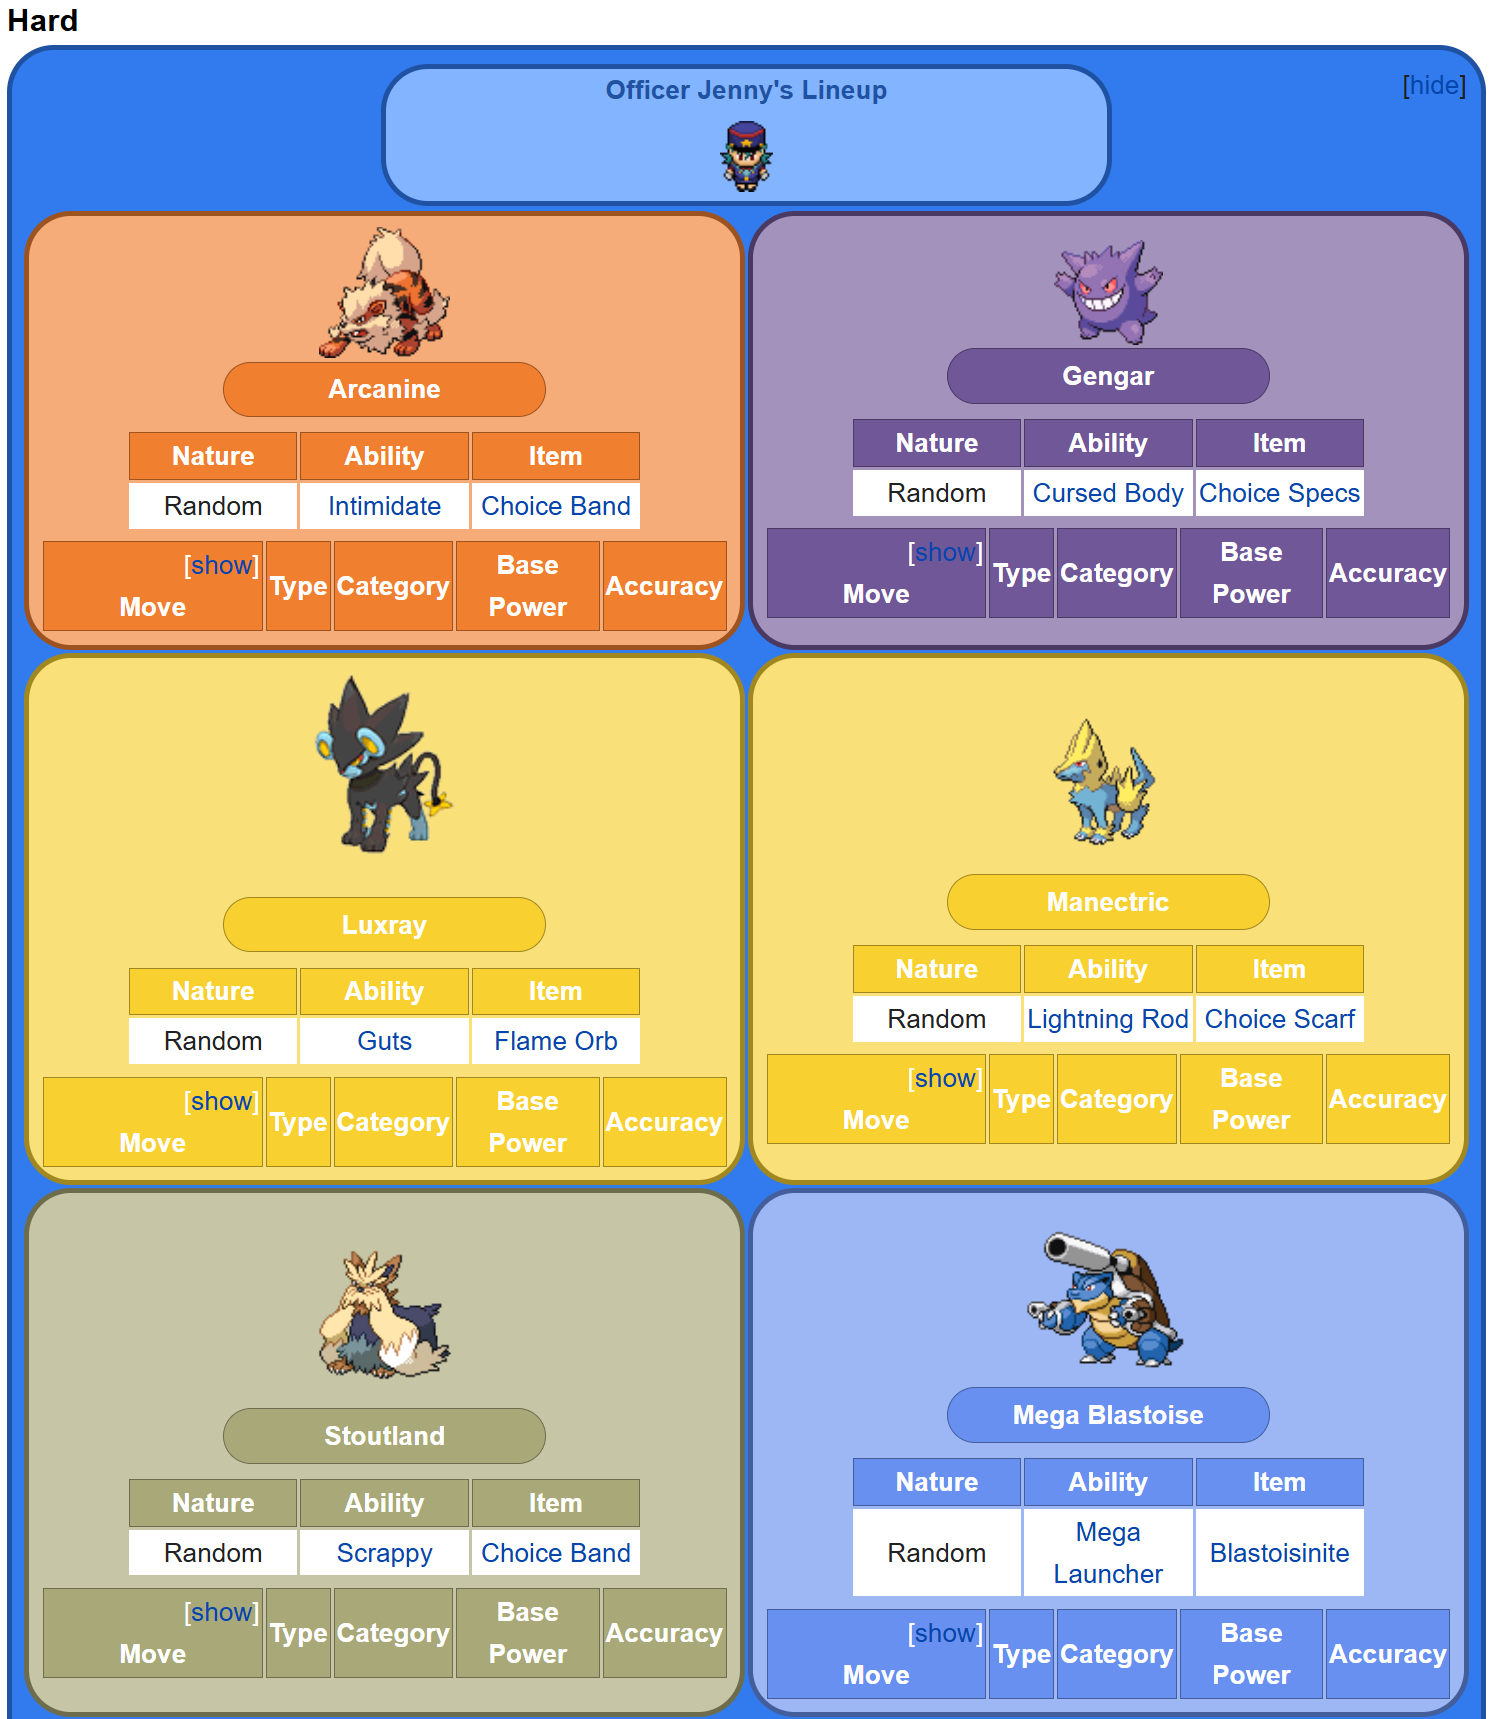 Hard
Officer Jenny's Lineup
[hide]
Arcanine
Nature Ability Item
Random Intimidate Choice Band
[show]
Move Type Category Base Power Accuracy
Gengar
Nature Ability Item
Random Cursed Body Choice Specs
[show]
Move Type Category Base Power Accuracy
Luxray
Nature Ability Item
Random Guts Flame Orb
[show]
Move Type Category Base Power Accuracy
Manectric
Nature Ability Item
Random Lightning Rod Choice Scarf
[show]
Move Type Category Base Power Accuracy
Stoutland
Nature Ability Item
Random Scrappy Choice Band
[show]
Move Type Category Base Power Accuracy
Mega Blastoise
Nature Ability Item
Random Mega Launcher Blastoisinite
[show]
Move Type Category Base Power Accuracy